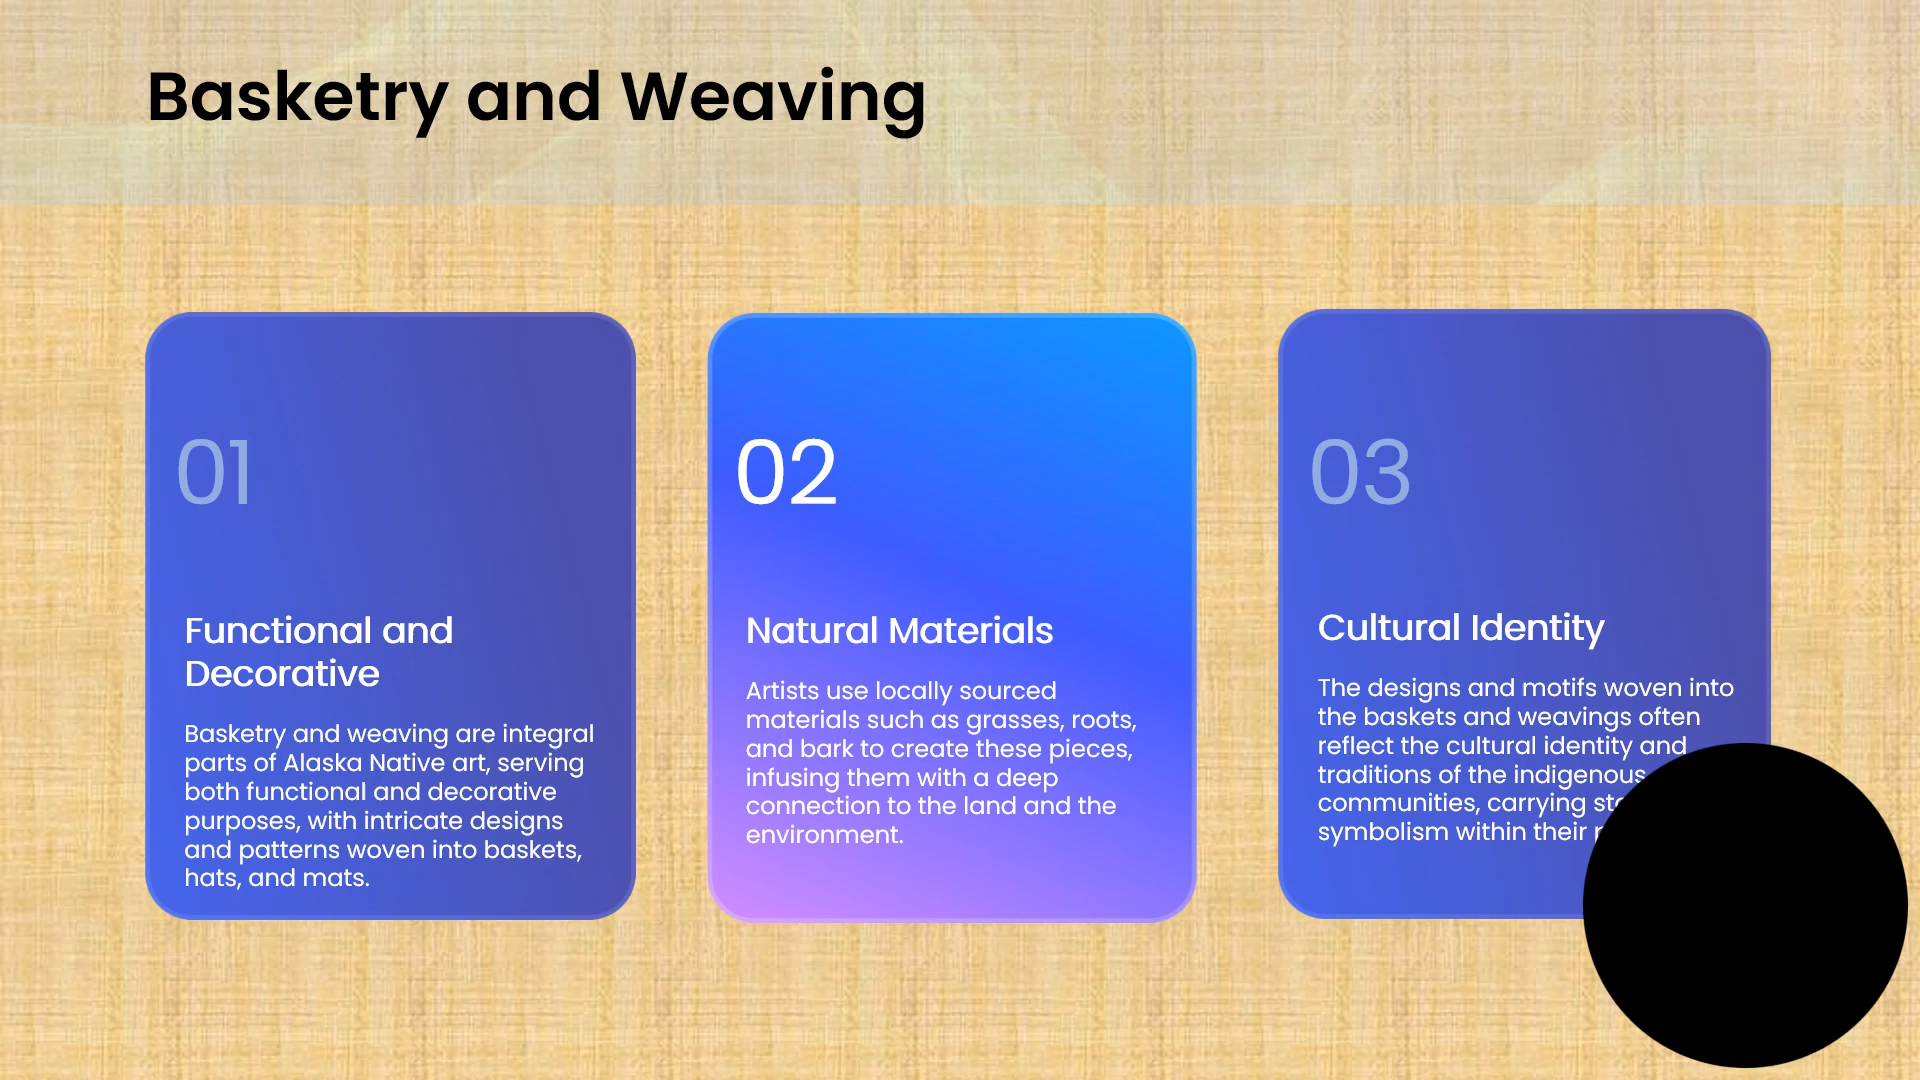 Basketry and Weaving
01
Functional and
Decorative
Basketry and weaving are integral
parts of Alaska Native art, serving
both functional and decorative
purposes, with intricate designs
and patterns woven into baskets,
hats, and mats.
02
Natural Materials
Artists use locally sourced
materials such as grasses, roots,
and bark to create these pieces,
infusing them with a deep
connection to the land and the
environment.
03
Cultural Identity
The designs and motifs woven into
the baskets and weavings often
reflect the cultural identity and
traditions of the indigenous
communities, carrying
symbolism within their